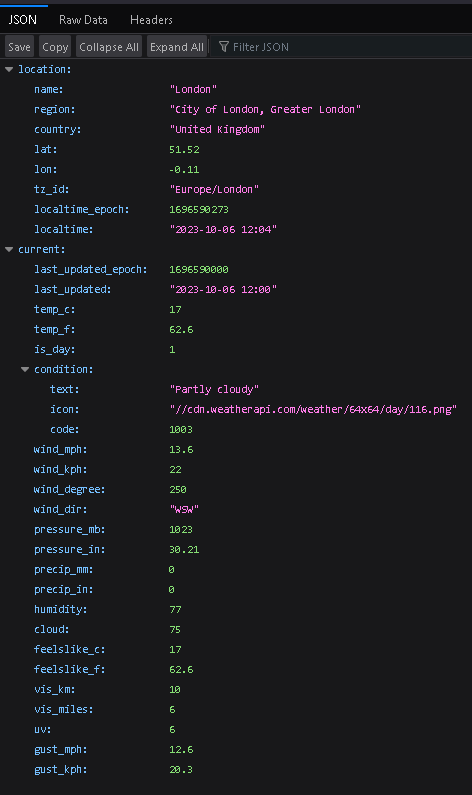 JSON Raw Data Headers
Save Copy Collapse All Expand All Filter JSON
location:
name: "London"
region: "City of London, Greater London"
country: "United Kingdom"
lat: 51.52
lon: -0.11
tz_id: "Europe/London"
localtime_epoch: 1696590273
localtime: "2023-10-06 12:04"
current:
last_updated_epoch: 1696590000
last_updated: "2023-10-06 12:00"
temp_c: 17
temp_f: 62.6
is_day: 1
condition:
text: "Partly cloudy"
icon: "//cdn.weatherapi.com/weather/64x64/day/116.png"
code: 1003
wind_mph: 13.6
wind_kph: 22
wind_degree: 250
wind_dir: "WSW"
pressure_mb: 1023
pressure_in: 30.21
precip_mm: 0
precip_in: 0
humidity: 77
cloud: 75
feelslike_c: 17
feelslike_f: 62.6
vis_km: 10
vis_miles: 6
uv: 6
gust_mph: 12.6
gust_kph: 20.3